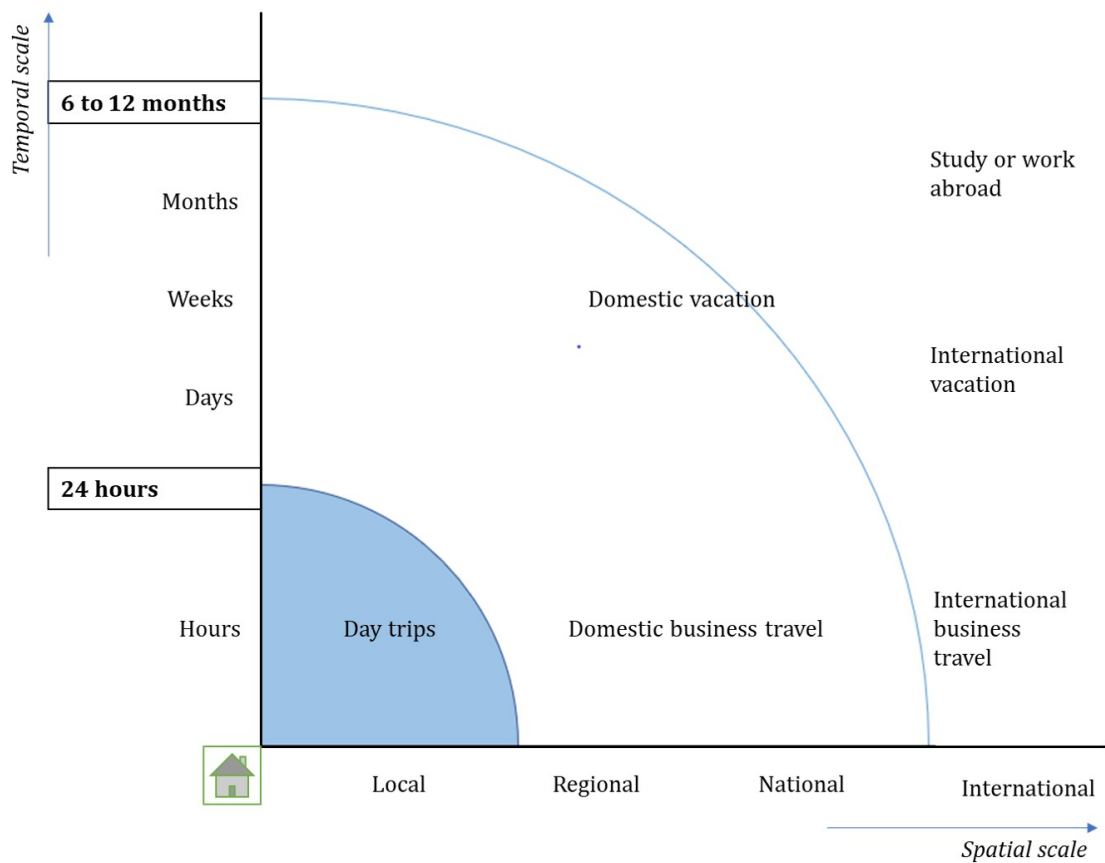 Temporal scale
6 to 12 months
Study or work
abroad
Months
Weeks
Domestic vacation
International
vacation
Days
24 hours
Hours
Day trips
Domestic business travel
International
business
travel
Local
Regional
National
International
Spatial scale